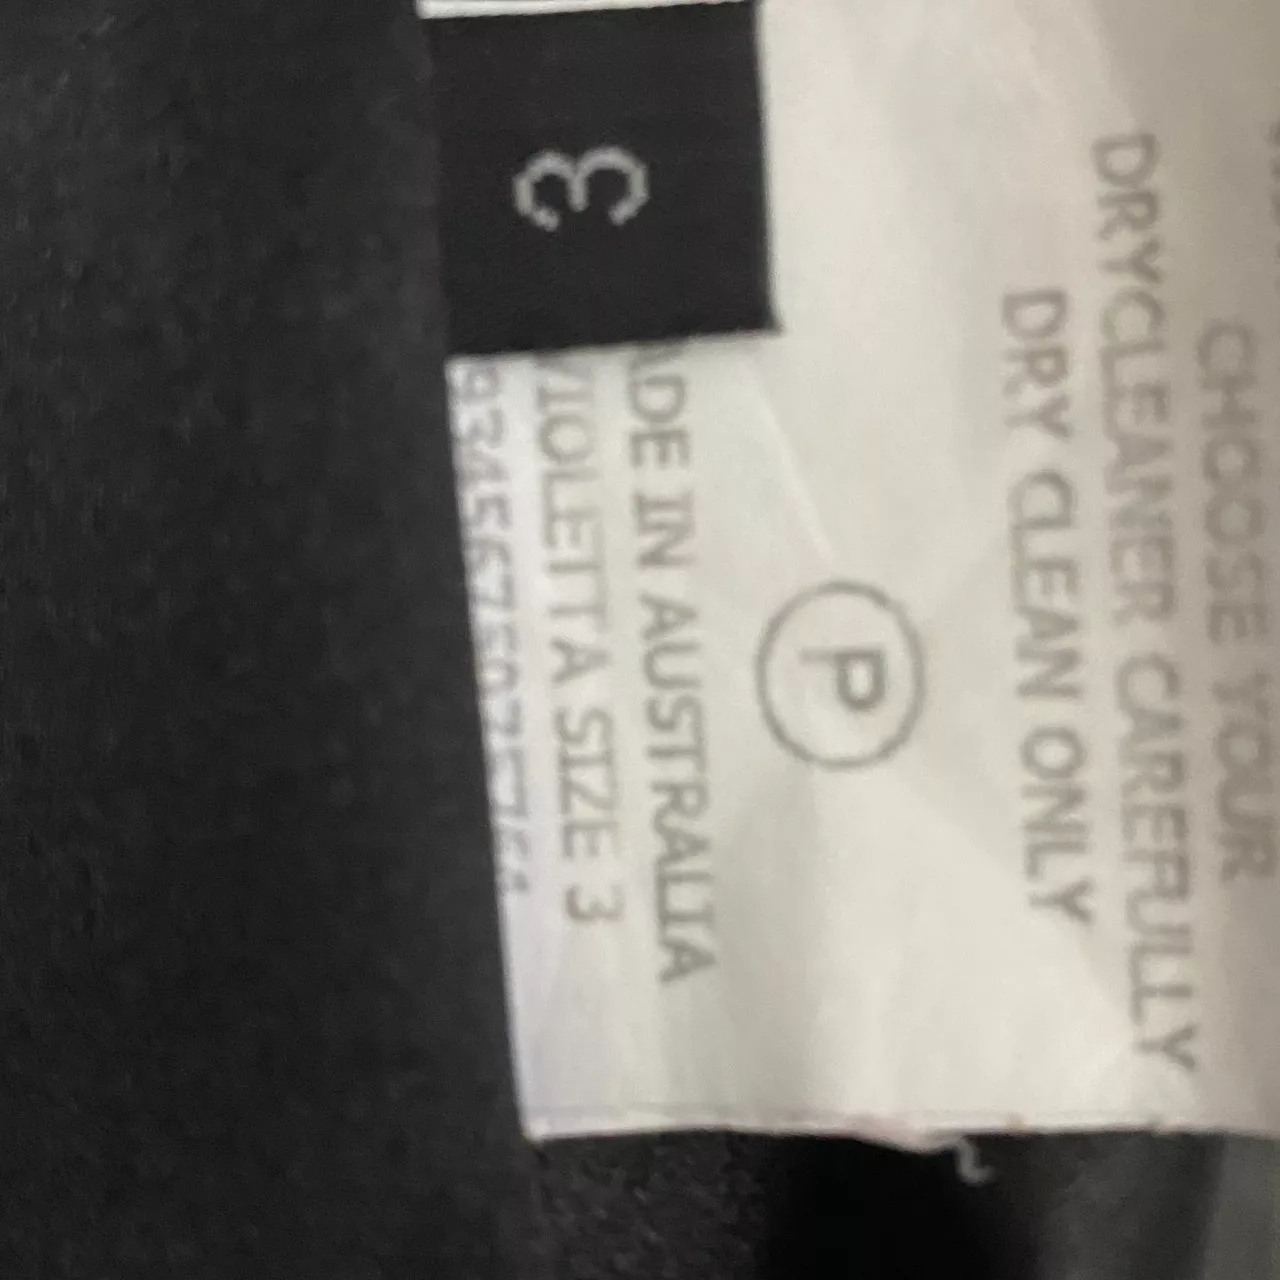 3
CHOOSE YOUR
DRYCLEANER CAREFULLY
DRY CLEAN ONLY
P
ADE IN AUSTRALIA
VIOLETTA SIZE 3